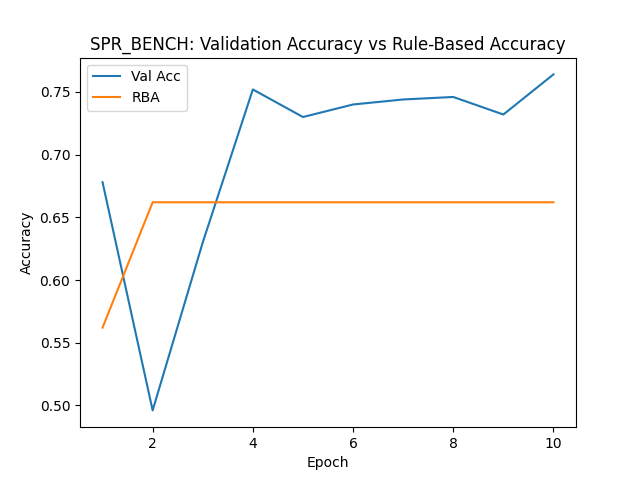 SPR_BENCH: Validation Accuracy vs Rule-Based Accuracy
Val Acc
RBA
0.75
0.70
0.65
0.60
0.55
0.50
Accuracy
2
4
6
8
10
Epoch